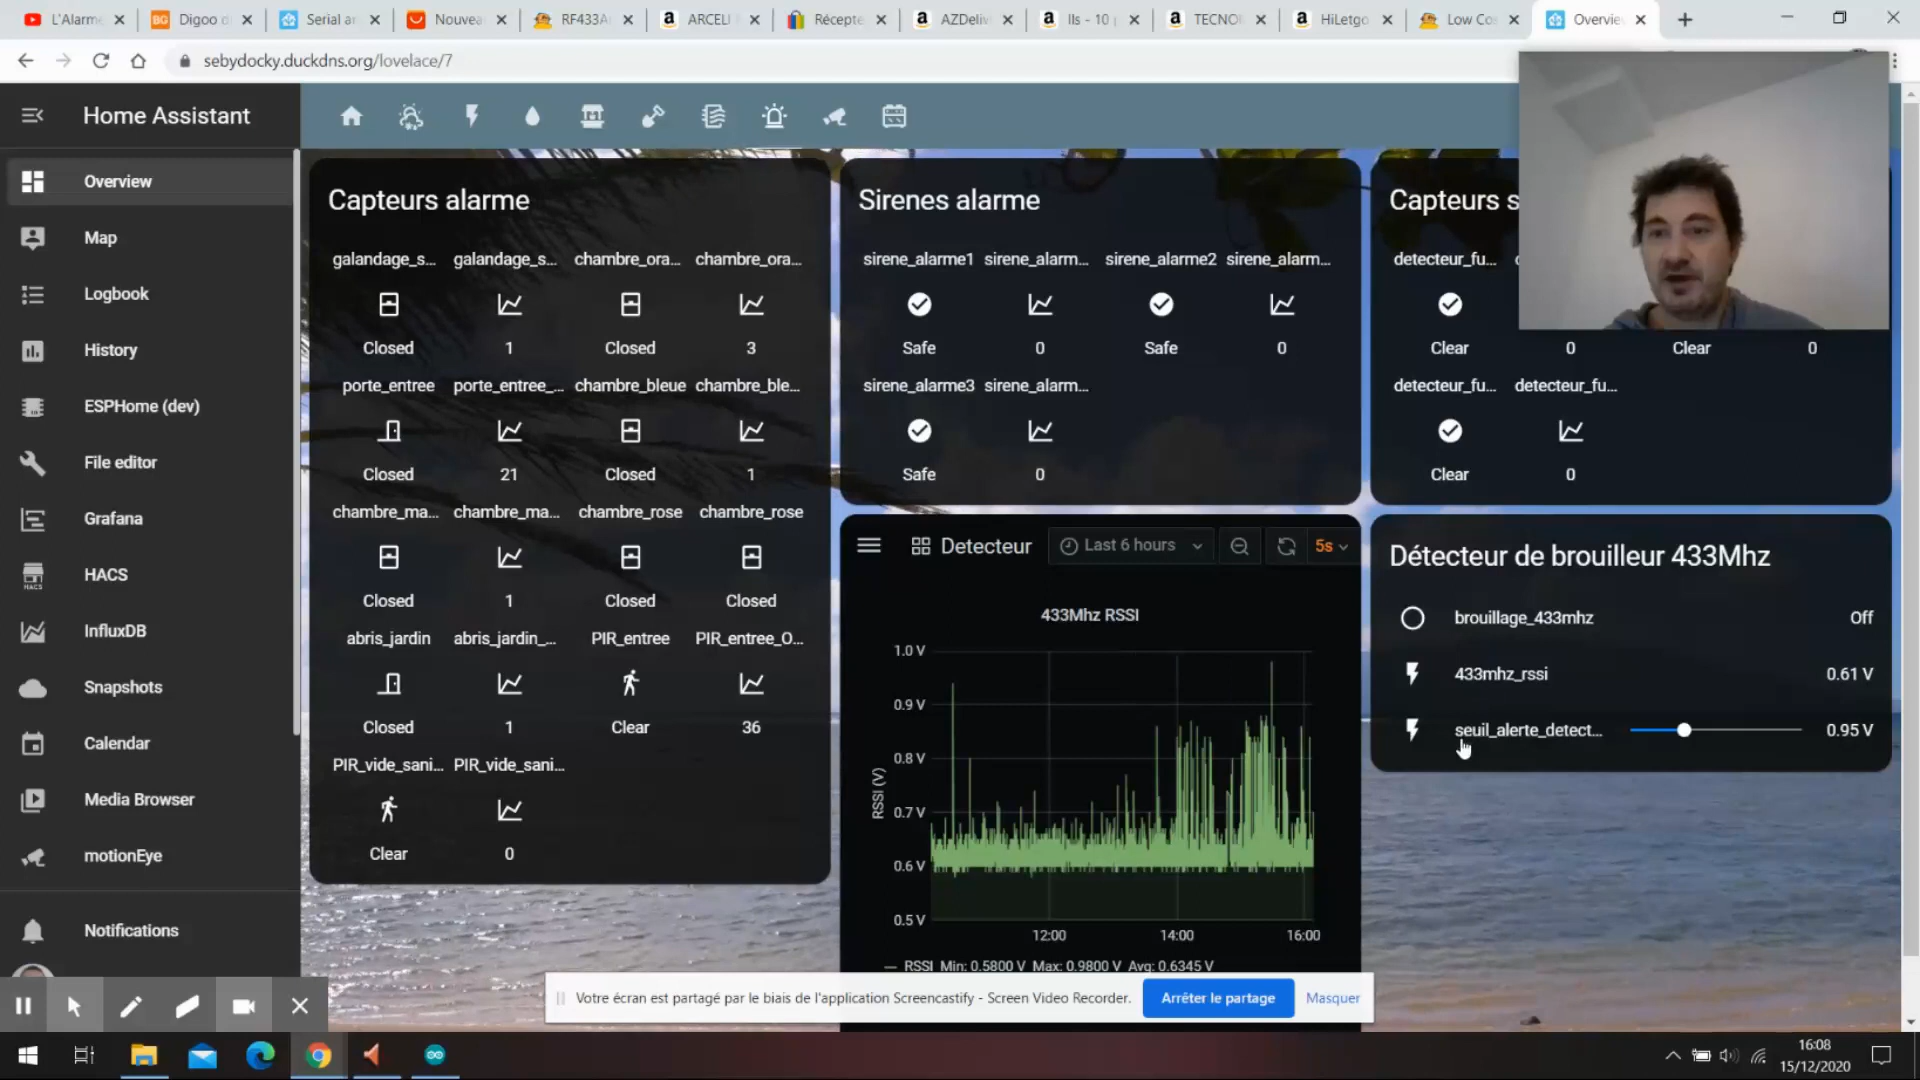 L'Alarme
Digoo d
Serial ar
Nouvea
RF433A
ARCELI
Récepte
AZDeliv
Ils - 10 p
TECNO
HiLetgo
Low Co
Overvie
sebydocky.duckdns.org/lovelace/7
Home Assistant
Overview
Map
Logbook
History
ESPHome (dev)
File editor
Grafana
HACS
HACS
InfluxDB
Snapshots
Calendar
Media Browser
motionEye
Notifications
Capteurs alarme
galandage_s... galandage_s... chambre_ora... chambre_ora...
Closed 1 Closed 3
porte_entree porte_entree_... chambre_bleue chambre_ble...
Closed 21 Closed 1
chambre_ma... chambre_ma... chambre_rose chambre_rose
Closed 1 Closed Closed
abris_jardin abris_jardin_... PIR_entree PIR_entree_O...
Closed 1 Clear 36
PIR_vide_sani... PIR_vide_sani...
Clear 0
Sirenes alarme
sirene_alarme1 sirene_alarm... sirene_alarme2 sirene_alarm...
Safe 0 Safe 0
sirene_alarme3 sirene_alarm...
Safe 0
Capteurs s
detecteur_fu...
Clear 0 Clear 0
detecteur_fu... detecteur_fu...
Clear 0
Detecteur
Last 6 hours
5s
433Mhz RSSI
RSSI (V)
1.0 V
0.9 V
0.8 V
0.7 V
0.6 V
0.5 V
12:00 14:00 16:00
RSSI Min: 0.5800 V Max: 0.9800 V Avg: 0.6345 V
Détecteur de brouilleur 433Mhz
brouillage_433mhz Off
433mhz_rssi 0.61 V
seuil_alerte_detect... 0.95 V
Votre écran est partagé par le biais de l'application Screencastify - Screen Video Recorder.
Arrêter le partage
Masquer
16:08
15/12/2020